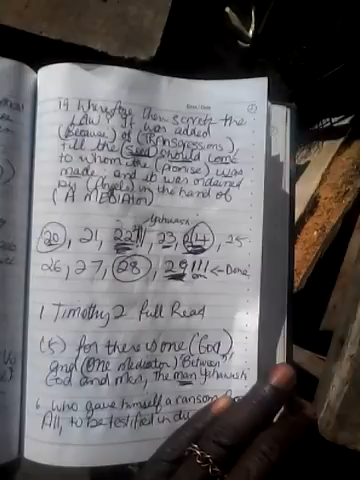 19 Wherefore then serveth the
Law? It was added
(Because) of (Transgressions),
till the (seed) should come
to whom the (Promise) was
made; and it was ordained
by (Angels) in the hand of
(A MEDIATOR)
Yahawashi
(20), 21, 22!!!, 23, 24, 25
26, 27, (28), 29!!! ← Done
1 Timothy 2 Full Read
(5) for there is one (God)
and (One mediator) "Between"
God and men, the man Yahawashi
6. Who gave himself a ransom
All, to be testified in